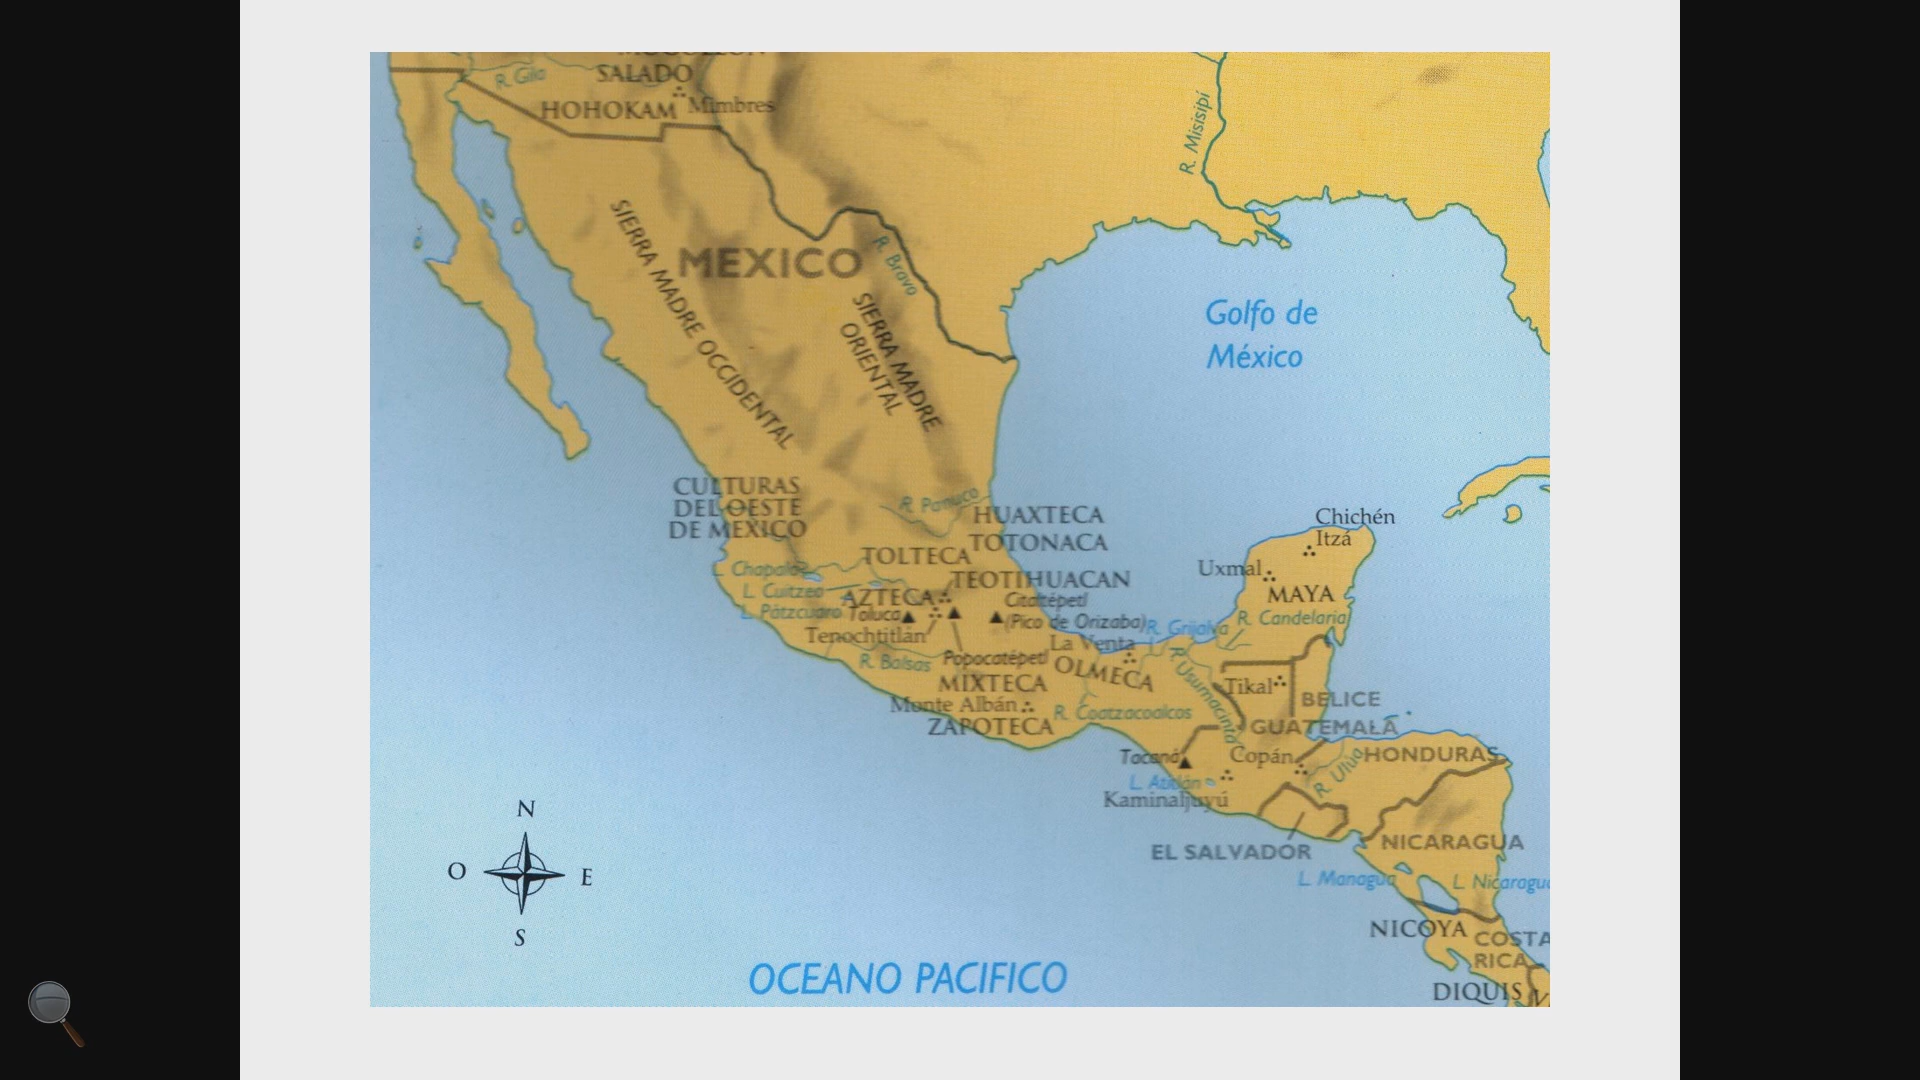 R. Gila
SALADO
HOHOKAM
Mimbres
R. Misisipí
SIERRA MADRE OCCIDENTAL
MEXICO
R. Bravo
SIERRA MADRE
ORIENTAL
Golfo de
México
CULTURAS
DEL OESTE
DE MEXICO
R. Panuco
HUAXTECA
TOTONACA
TOLTECA
TEOTIHUACAN
Chichén
Itzá
Uxmal
MAYA
R. Candelaria
L. Chapala
L. Cuitzeo
L. Pátzcuaro
AZTECA
Toluca
Tenochtitlán
Citlaltépetl
(Pico de Orizaba)
R. Grijalva
La Venta
OLMECA
R. Balsas
Popocatépetl
MIXTECA
Monte Albán
ZAPOTECA
R. Coatzacoalcos
R. Usumacinta
Tikal
BELICE
GUATEMALA
Tacaná
Copán
HONDURAS
R. Ulúa
L. Atitlán
Kaminaljuyú
EL SALVADOR
NICARAGUA
L. Managua
L. Nicaragua
NICOYA
COSTA
RICA
DIQUIS
N
O
E
S
OCEANO PACIFICO